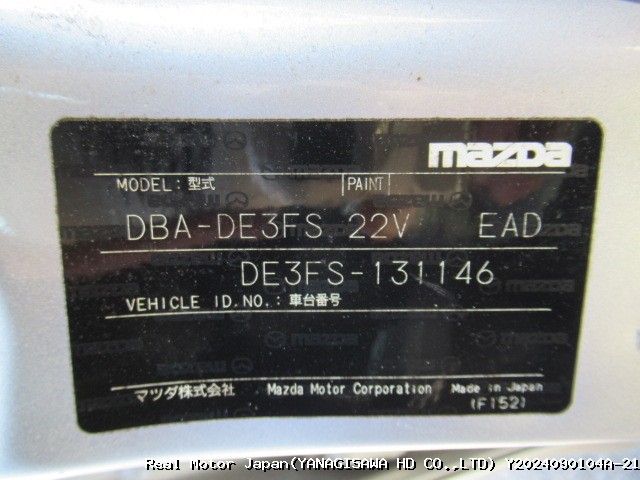 mazda
MODEL: 型式 PAINT
DBA-DE3FS 22V EAD
DE3FS-131146
VEHICLE ID.NO.: 車台番号
マツダ株式会社 Mazda Motor Corporation Made in Japan
(F152)
Real Motor Japan(YANAGISAWA HD CO.,LTD) Y2024090104A-21